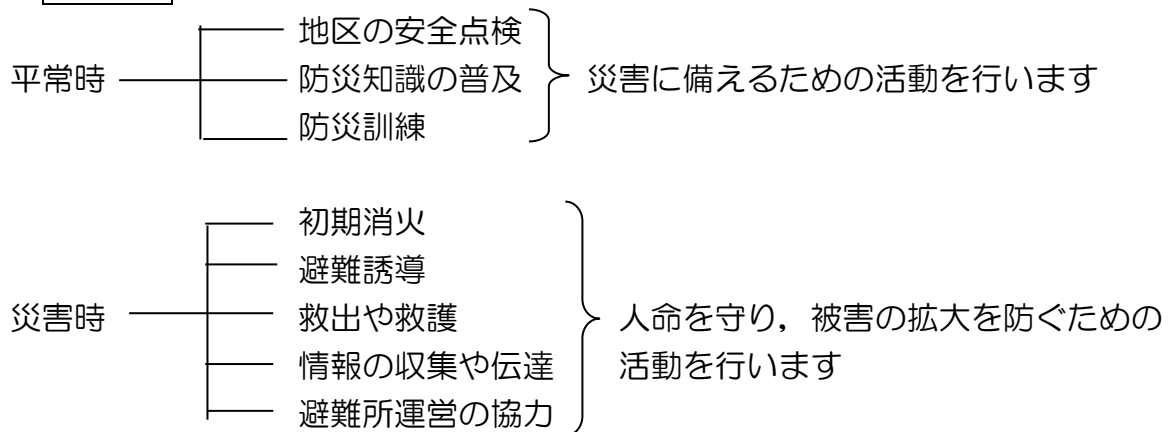 平常時
地区の安全点検
防災知識の普及
防災訓練
災害に備えるための活動を行います
災害時
初期消火
避難誘導
救出や救護
情報の収集や伝達
避難所運営の協力
人命を守り，被害の拡大を防ぐための
活動を行います